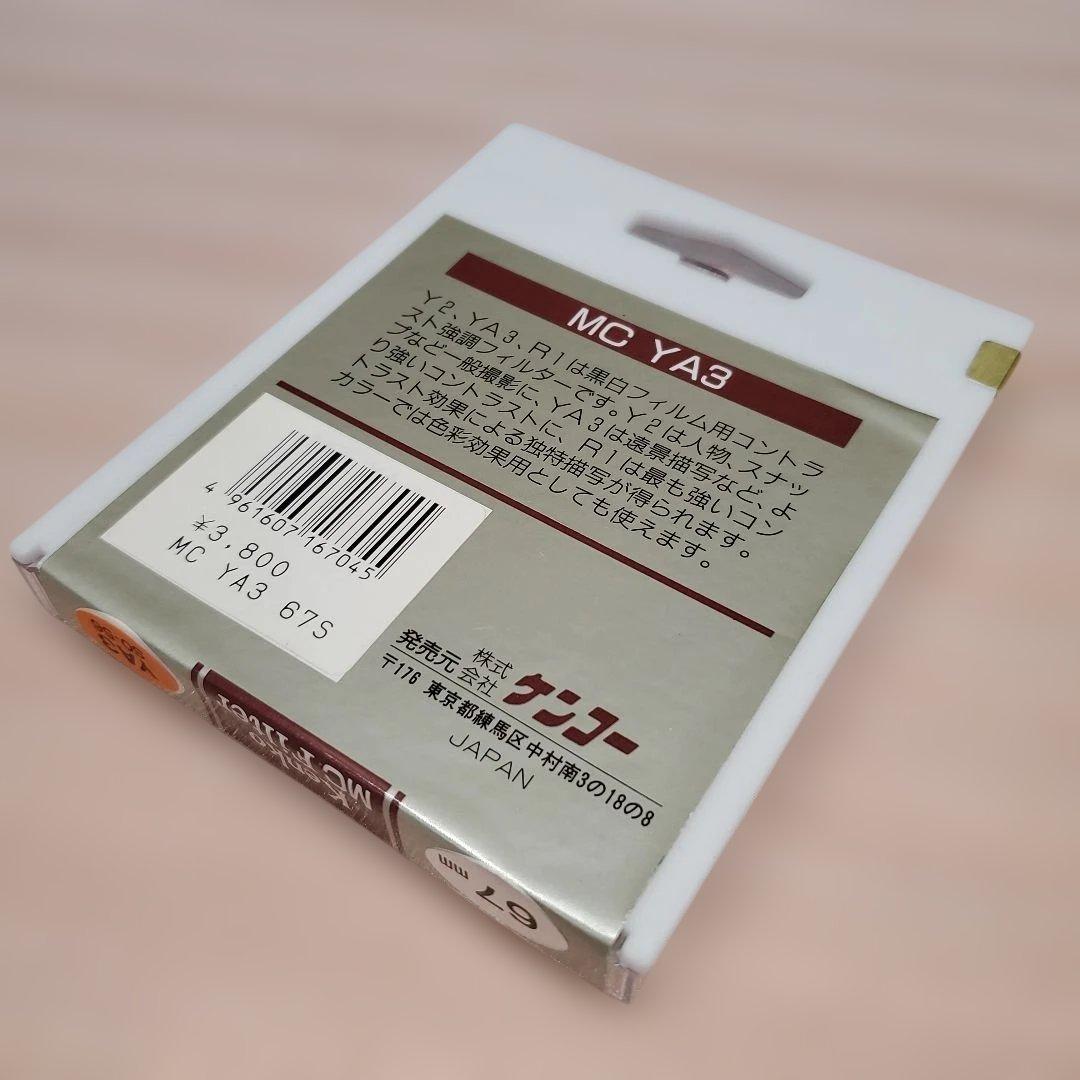 MC YA3
Y2、YA3、R1は黒白フィルム用コントラ
スト強調フィルターです。Y2は人物、スナッ
プなど一般撮影に、YA3は遠景描写など、よ
り強いコントラストに、R1は最も強いコン
トラスト効果による独特描写が得られます。
カラーでは色彩効果用としても使えます。
4 961607 167045
¥3,800
MC YA3 67S
発売元 株式会社 ケンコー
〒176 東京都練馬区中村南3の18の8
JAPAN
YA3
Kenko
MC Filter
67 mm